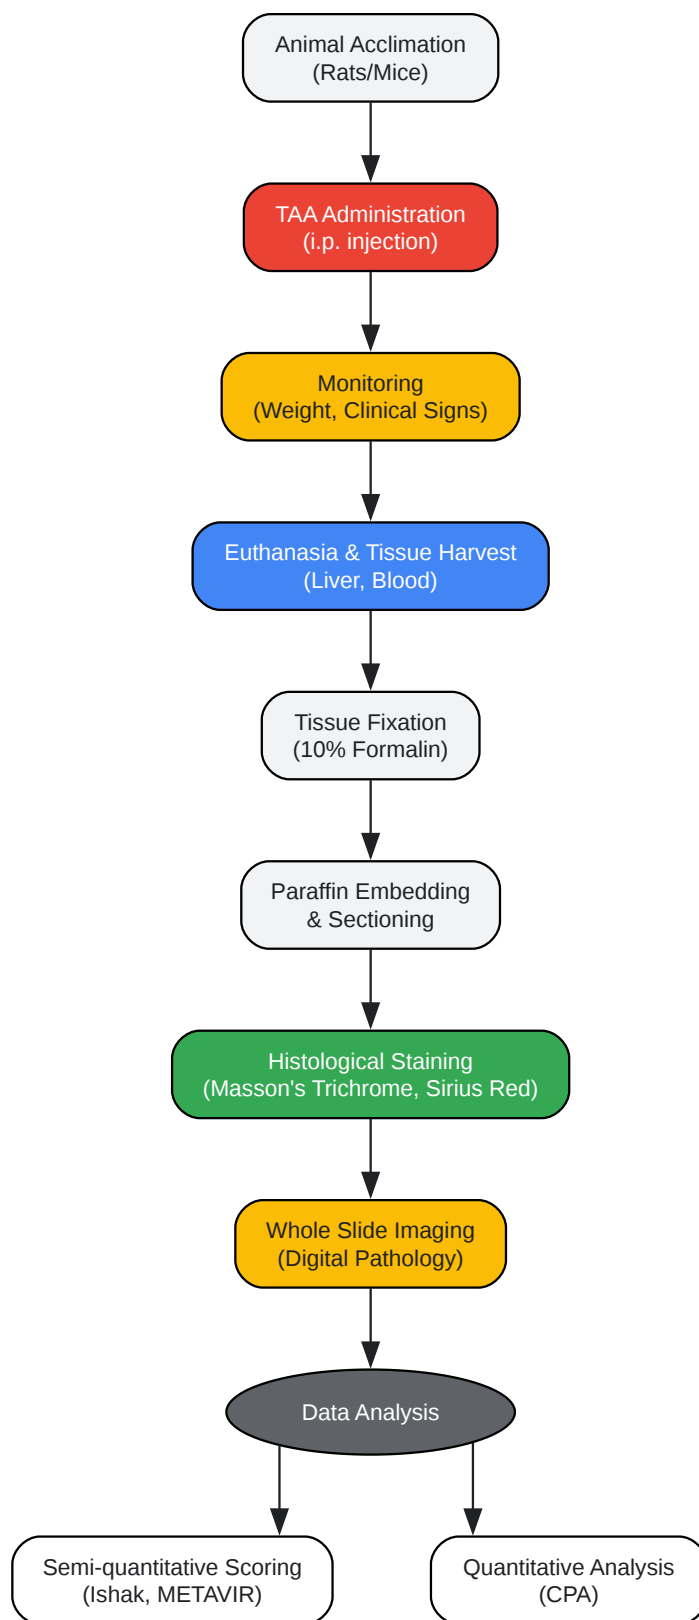 Animal Acclimation
(Rats/Mice)
TAA Administration
(i.p. injection)
Monitoring
(Weight, Clinical Signs)
Euthanasia & Tissue Harvest
(Liver, Blood)
Tissue Fixation
(10% Formalin)
Paraffin Embedding
& Sectioning
Histological Staining
(Masson's Trichrome, Sirius Red)
Whole Slide Imaging
(Digital Pathology)
Data Analysis
Semi-quantitative Scoring
(Ishak, METAVIR)
Quantitative Analysis
(CPA)